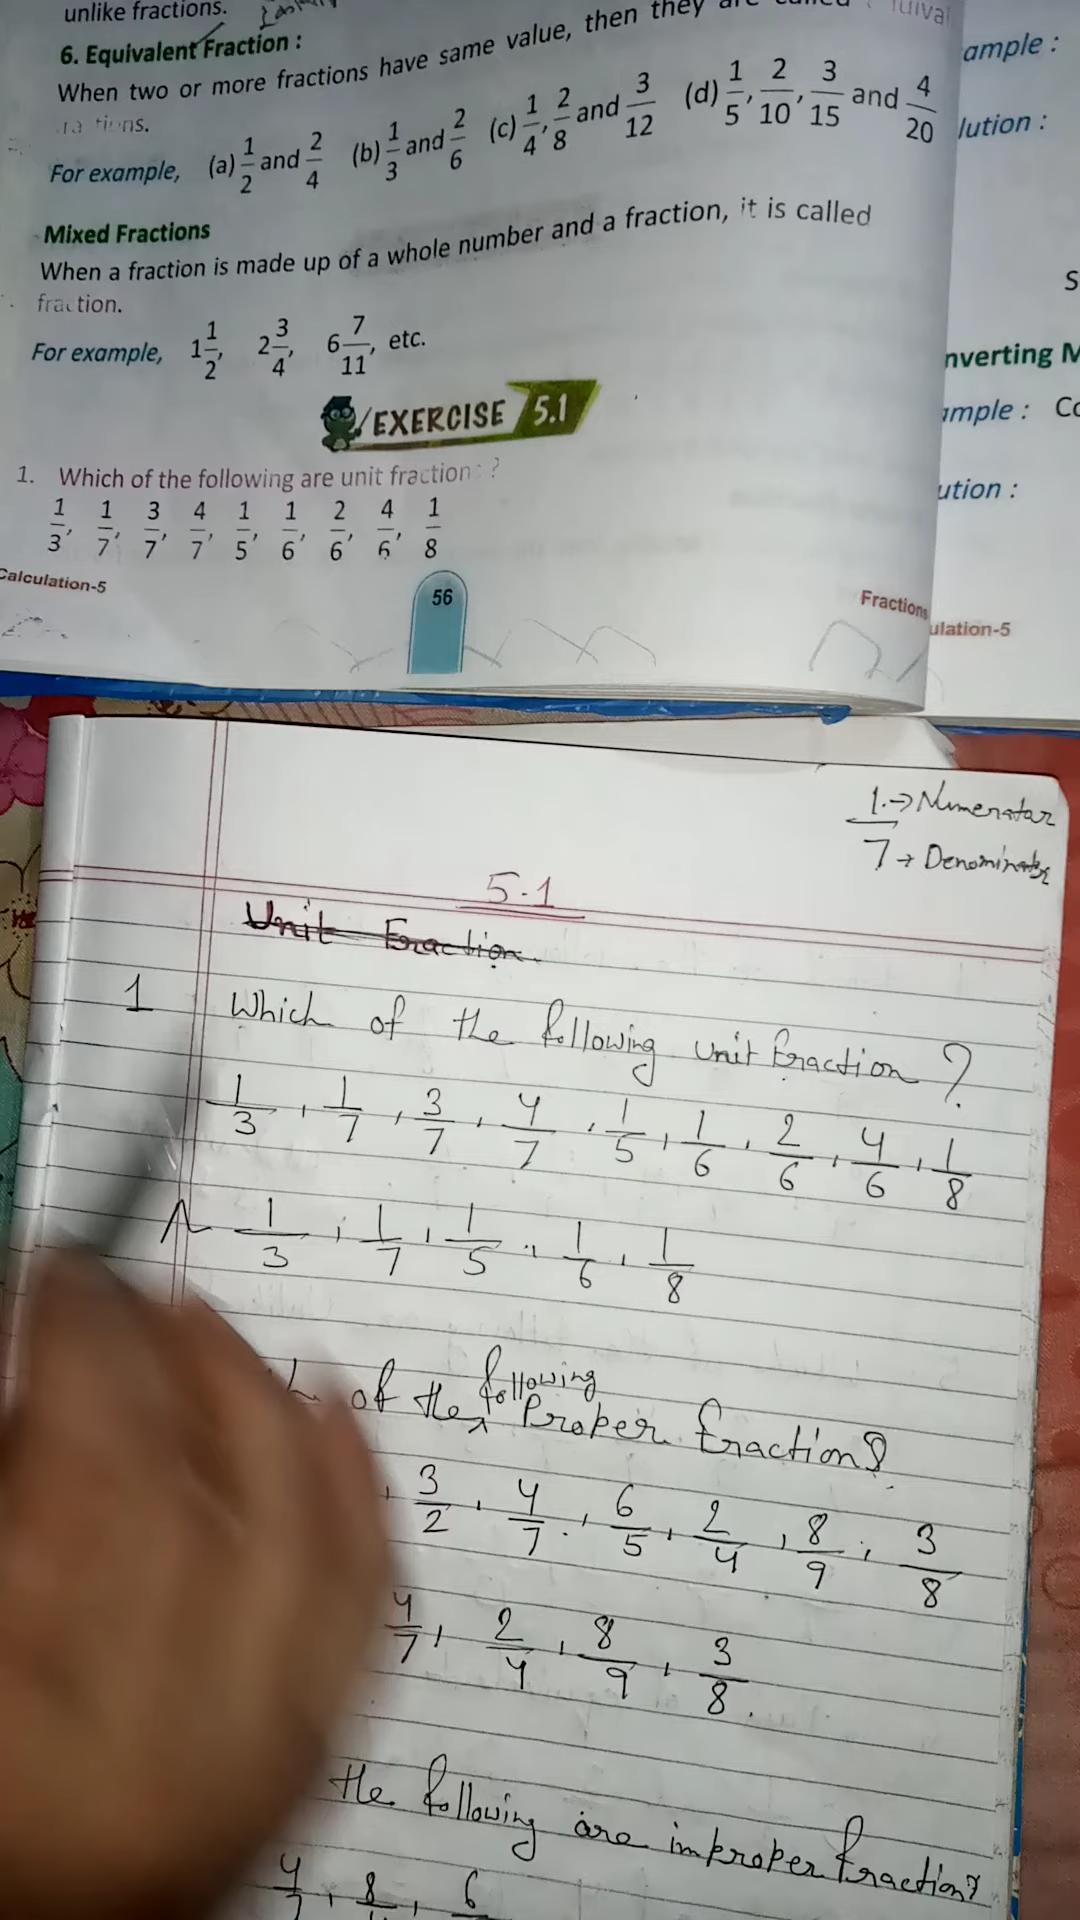 unlike fractions.
6. Equivalent Fraction :
When two or more fractions have same value, then they are
For example, (a) 1/2 and 2/4 (b) 1/3 and 2/6 (c) 1/4, 2/8 and 3/12 (d) 1/5, 2/10, 3/15 and 4/20
Mixed Fractions
When a fraction is made up of a whole number and a fraction, it is called
fraction.
For example, 1 1/2, 2 3/4, 6 7/11, etc.
EXERCISE 5.1
1. Which of the following are unit fraction ?
1/3, 1/7, 3/7, 4/7, 1/5, 1/6, 2/6, 4/6, 1/8
Calculation-5
56
Fractions
ample :
lution :
S
nverting M
ample : Co
ution :
ulation-5
1 → Numerator
7 → Denominator
5.1
Unit Fraction
1 Which of the following unit fraction ?
1/3, 1/7, 3/7, 4/7, 1/5, 1/6, 2/6, 4/6, 1/8
1/3, 1/7, 1/5, 1/6, 1/8
of the following Proper fraction?
3/2, 4/7, 6/5, 2/4, 8/9, 3/8
4/7, 2/4, 8/9, 3/8.
the following are improper fraction?